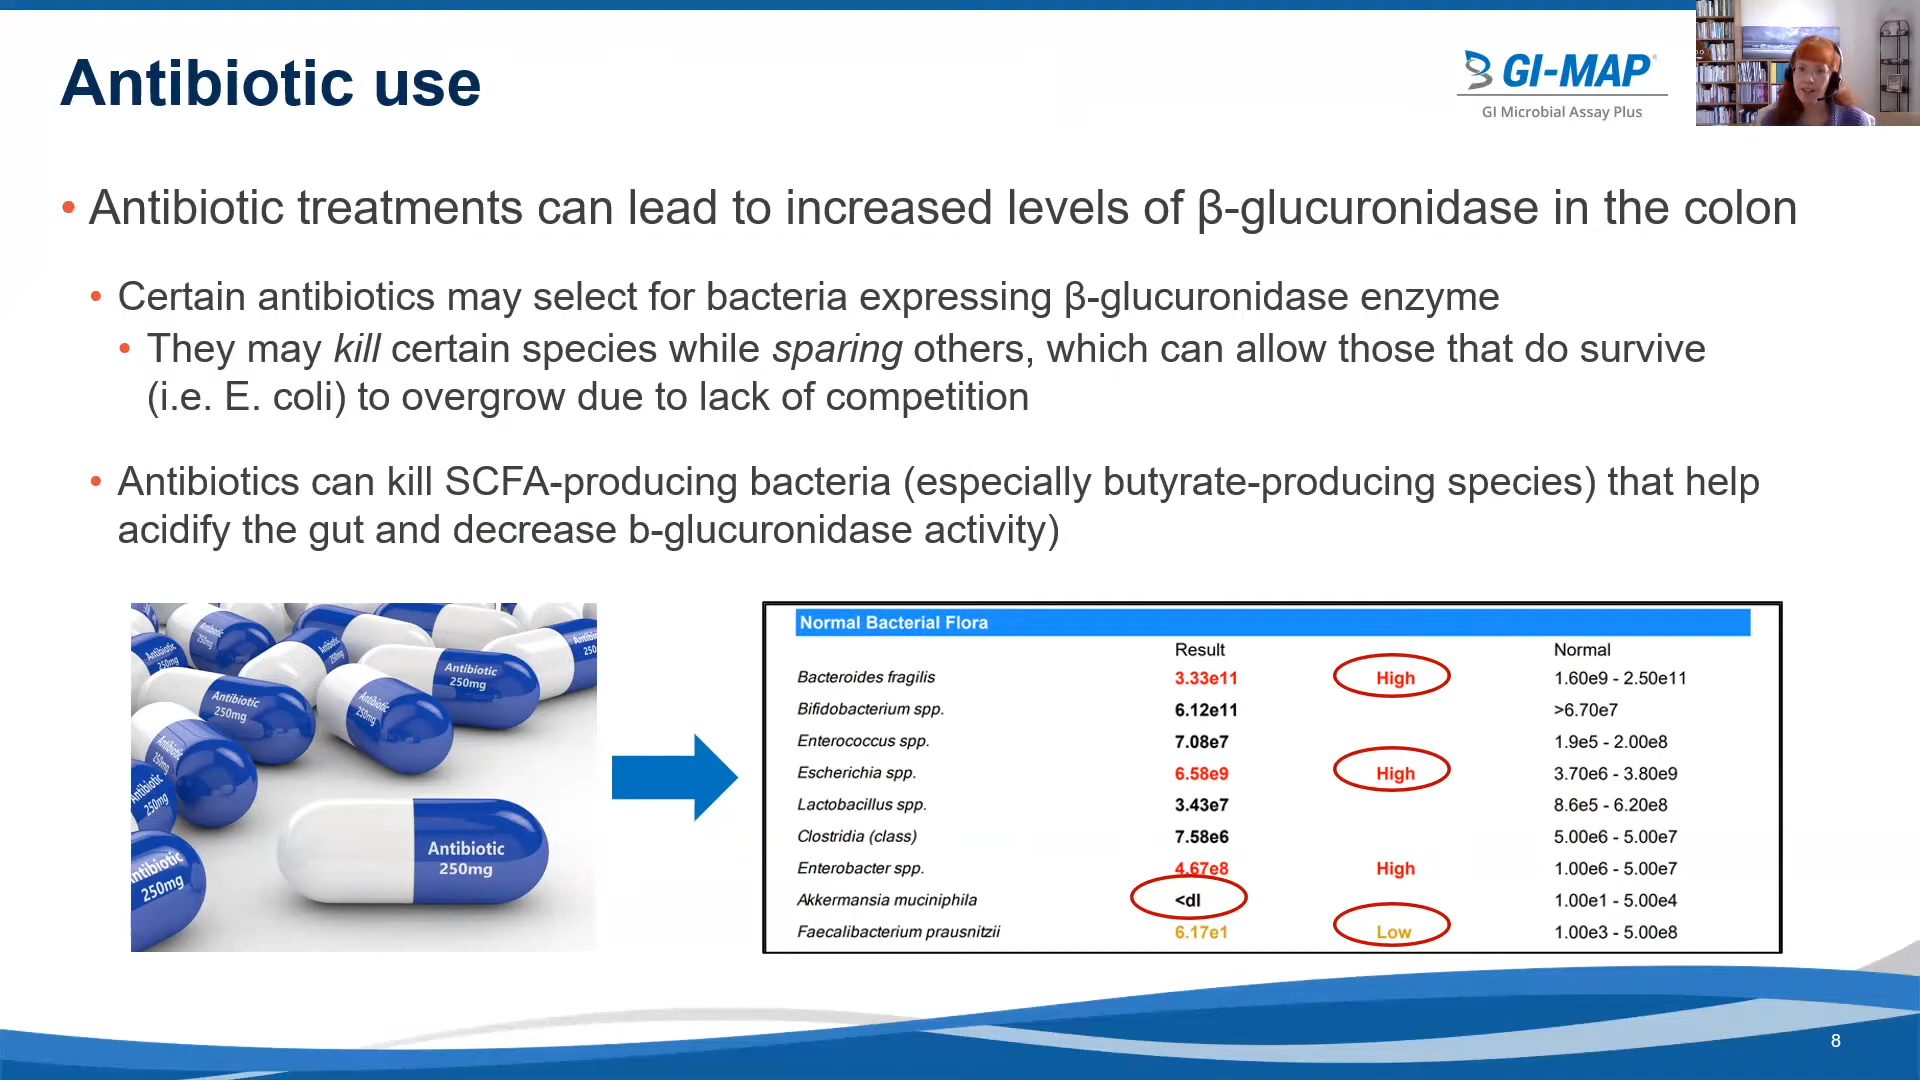 Antibiotic use
GI-MAP®
GI Microbial Assay Plus
• Antibiotic treatments can lead to increased levels of β-glucuronidase in the colon
• Certain antibiotics may select for bacteria expressing β-glucuronidase enzyme
• They may kill certain species while sparing others, which can allow those that do survive
(i.e. E. coli) to overgrow due to lack of competition
• Antibiotics can kill SCFA-producing bacteria (especially butyrate-producing species) that help
acidify the gut and decrease b-glucuronidase activity)
Antibiotic
250mg
Antibiotic
250mg
Antibiotic
250mg
Antibiotic
250mg
Antibiotic
250mg
Antibiotic
250mg
Antibiotic
250mg
Antibiotic
250mg
Normal Bacterial Flora
Result Normal
Bacteroides fragilis 3.33e11 High 1.60e9 - 2.50e11
Bifidobacterium spp. 6.12e11 >6.70e7
Enterococcus spp. 7.08e7 1.9e5 - 2.00e8
Escherichia spp. 6.58e9 High 3.70e6 - 3.80e9
Lactobacillus spp. 3.43e7 8.6e5 - 6.20e8
Clostridia (class) 7.58e6 5.00e6 - 5.00e7
Enterobacter spp. 4.67e8 High 1.00e6 - 5.00e7
Akkermansia muciniphila <dl 1.00e1 - 5.00e4
Faecalibacterium prausnitzii 6.17e1 Low 1.00e3 - 5.00e8
8